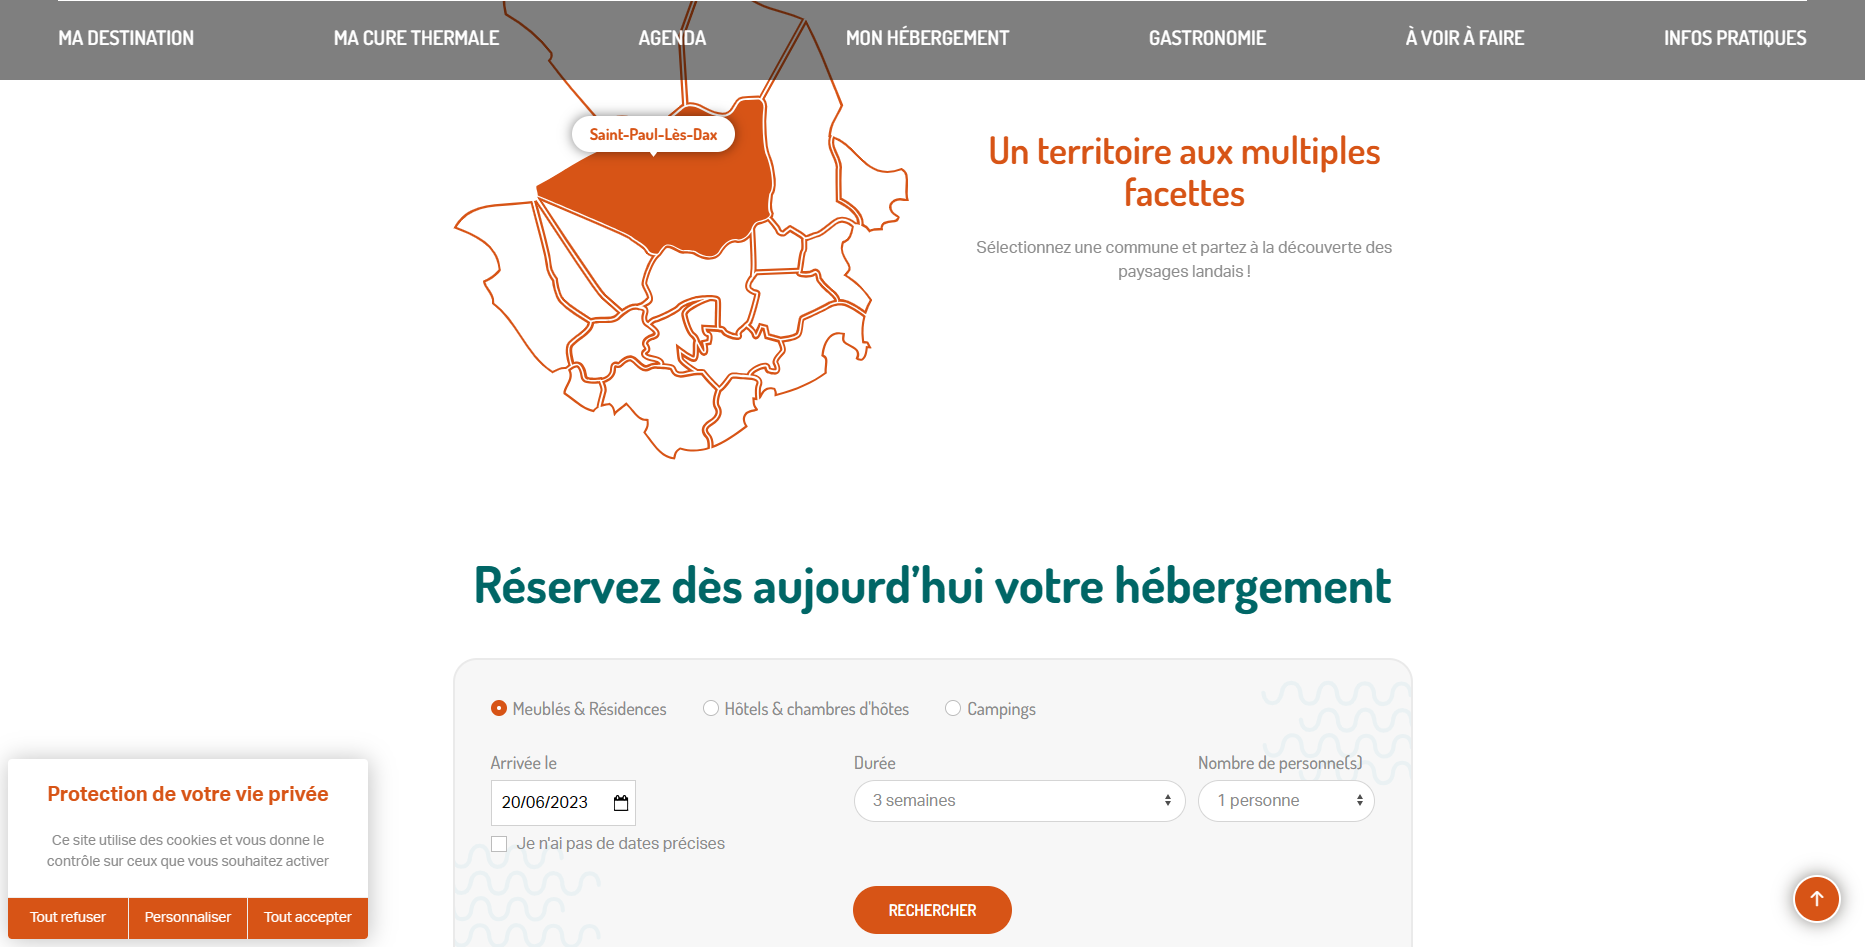 MA DESTINATION
MA CURE THERMALE
AGENDA
MON HÉBERGEMENT
GASTRONOMIE
À VOIR À FAIRE
INFOS PRATIQUES
Saint-Paul-Lès-Dax
Un territoire aux multiples
facettes
Sélectionnez une commune et partez à la découverte des
paysages landais !
Réservez dès aujourd’hui votre hébergement
Meublés & Résidences
Hôtels & chambres d'hôtes
Campings
Arrivée le
Durée
Nombre de personne(s)
20/06/2023
3 semaines
1 personne
Je n'ai pas de dates précises
RECHERCHER
Protection de votre vie privée
Ce site utilise des cookies et vous donne le
contrôle sur ceux que vous souhaitez activer
Tout refuser
Personnaliser
Tout accepter